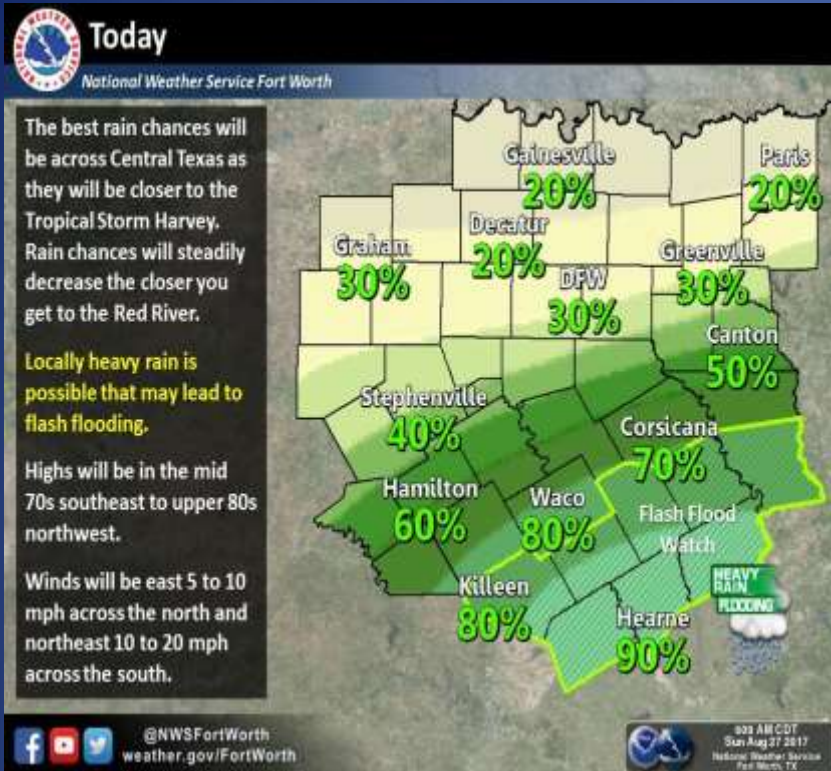 Today
National Weather Service Fort Worth
The best rain chances will
be across Central Texas as
they will be closer to the
Tropical Storm Harvey.
Rain chances will steadily
decrease the closer you
get to the Red River.
Locally heavy rain is
possible that may lead to
flash flooding.
Highs will be in the mid
70s southeast to upper 80s
northwest.
Winds will be east 5 to 10
mph across the north and
northeast 10 to 20 mph
across the south.
Gainesville
20%
Paris
20%
Decatur
20%
Graham
30%
Greenville
30%
DFW
30%
Canton
50%
Stephenville
40%
Corsicana
70%
Hamilton
60%
Waco
80%
Flash Flood
Watch
Killeen
80%
HEAVY
RAIN
FLOODING
Hearne
90%
@NWSFortWorth
weather.gov/FortWorth
AM CDT
Sun Aug 27 2017
National Weather Service
Fort Worth, TX